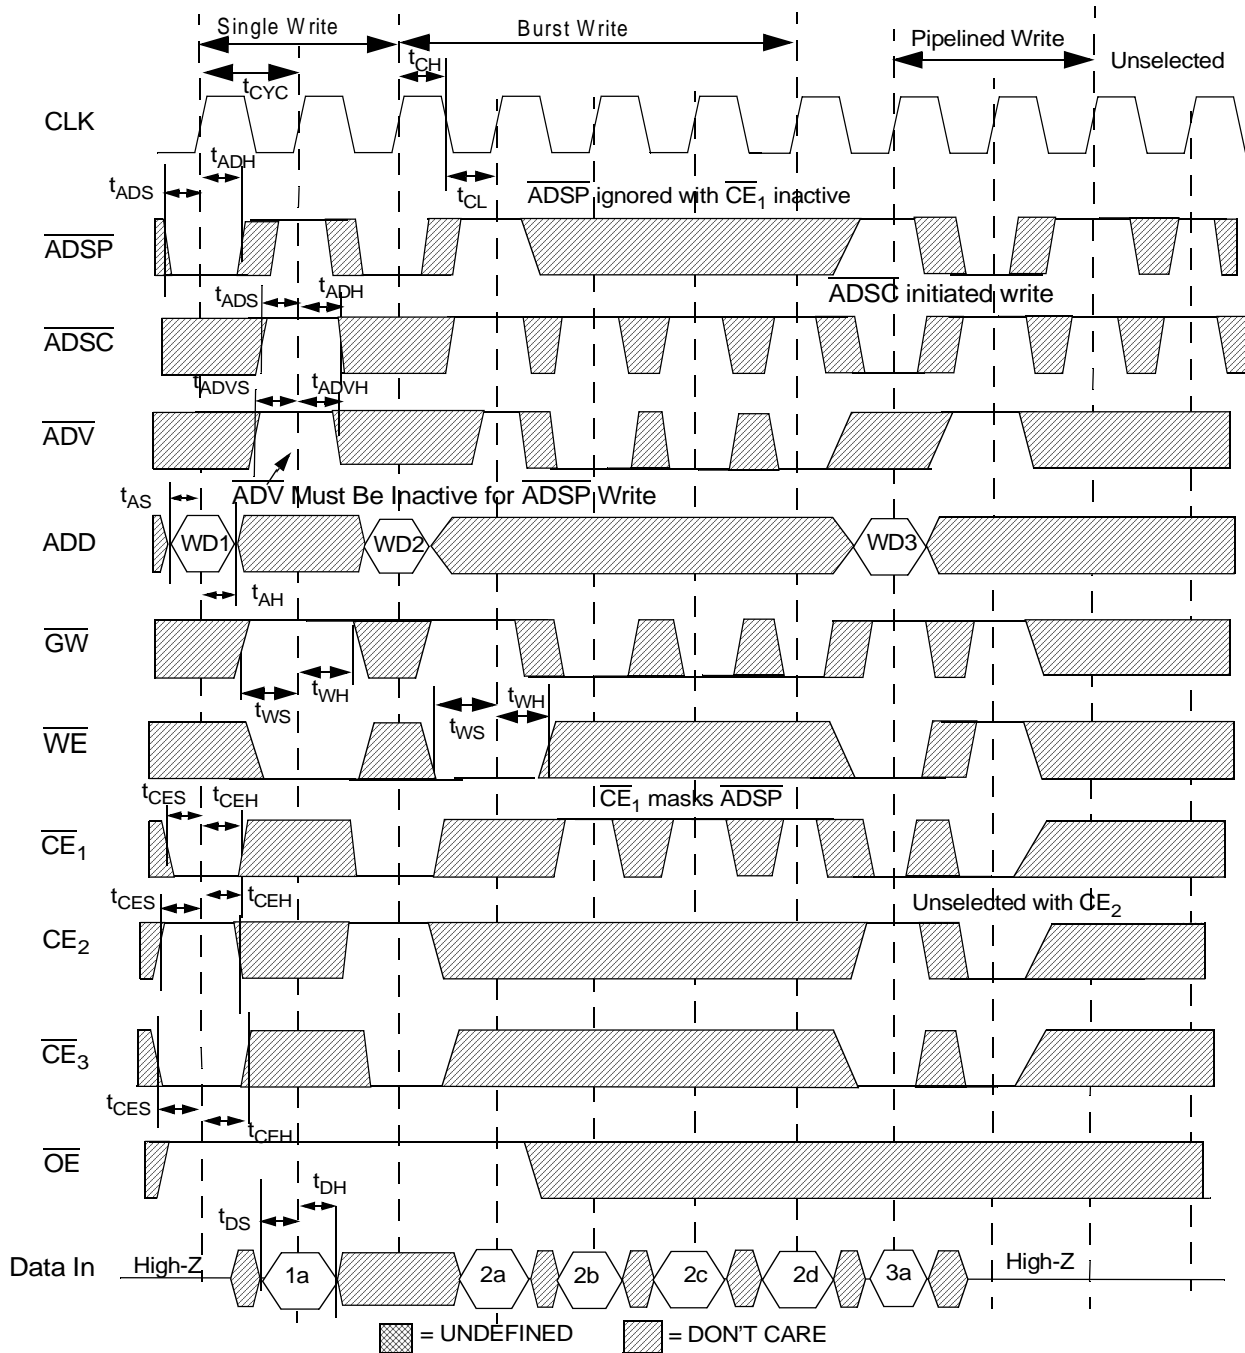 Single Write
Burst Write
Pipelined Write
Unselected
tCH
tCYC
CLK
tADH
tADS
tCL
ADSP ignored with CE1 inactive
ADSP
tADS
tADH
ADSC initiated write
ADSC
tADVS
tADVH
ADV
tAS
ADV Must Be Inactive for ADSP Write
ADD
WD1
WD2
WD3
tAH
GW
tWS
tWH
tWS
tWH
WE
tCES
tCEH
CE1 masks ADSP
CE1
tCES
tCEH
Unselected with CE2
CE2
CE3
tCES
tCEH
OE
tDH
tDS
Data In
High-Z
1a
2a
2b
2c
2d
3a
High-Z
= UNDEFINED
= DON'T CARE